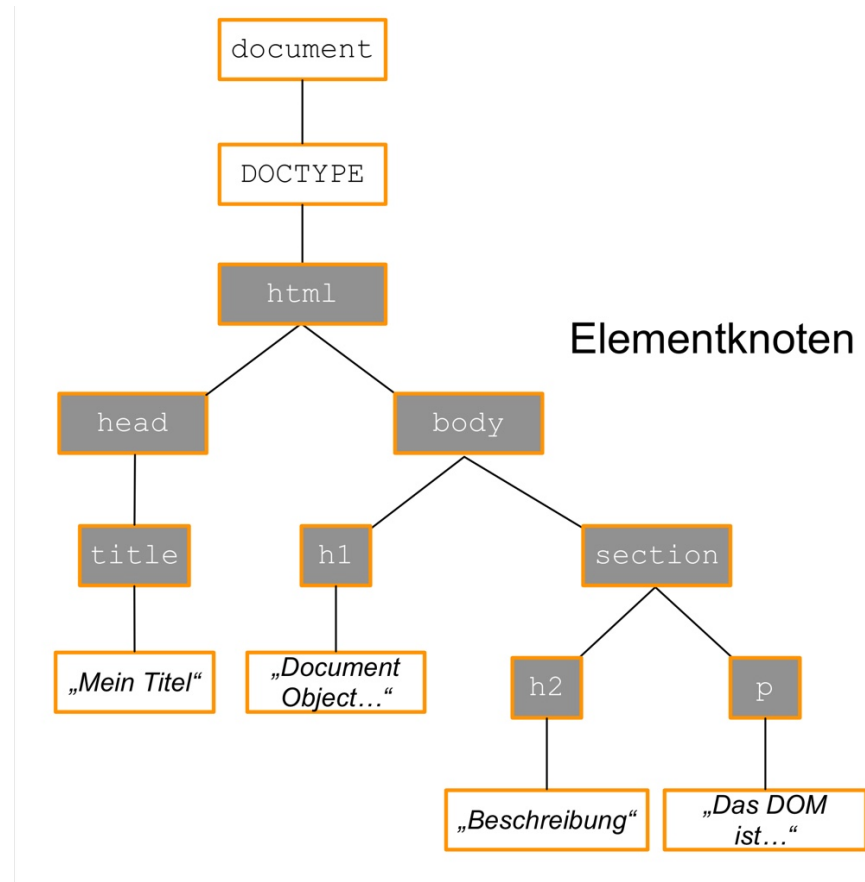 document
DOCTYPE
html
Elementknoten
head
body
title
h1
section
„Mein Titel“
„Document
Object…“
h2
p
„Beschreibung“
„Das DOM
ist…“